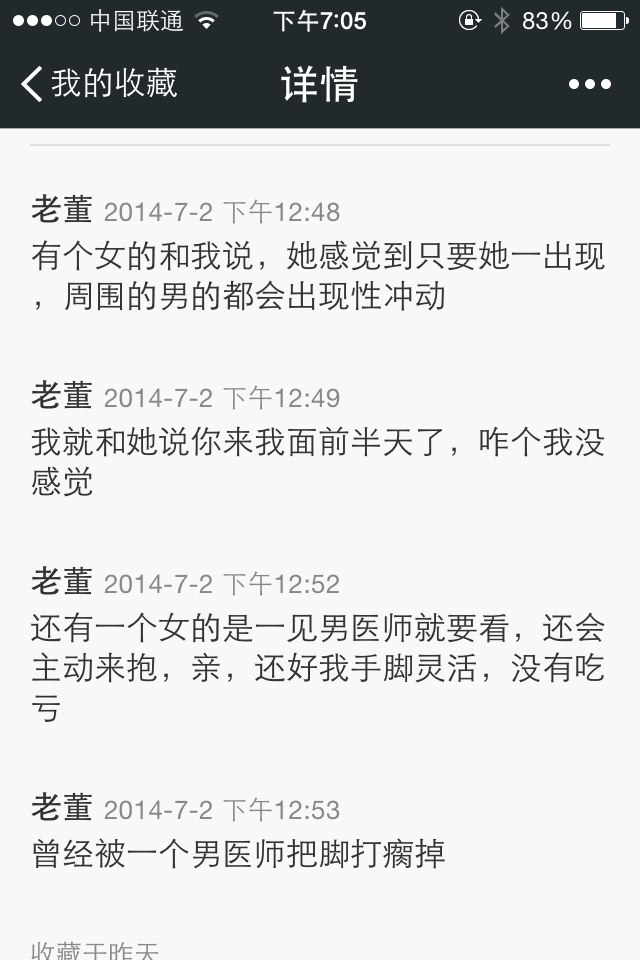 中国联通 下午7:05 83%
我的收藏 详情
老董 2014-7-2 下午12:48
有个女的和我说，她感觉到只要她一出现
，周围的男的都会出现性冲动
老董 2014-7-2 下午12:49
我就和她说你来我面前半天了，咋个我没
感觉
老董 2014-7-2 下午12:52
还有一个女的是一见男医师就要看，还会
主动来抱，亲，还好我手脚灵活，没有吃
亏
老董 2014-7-2 下午12:53
曾经被一个男医师把脚打瘸掉
收藏于昨天